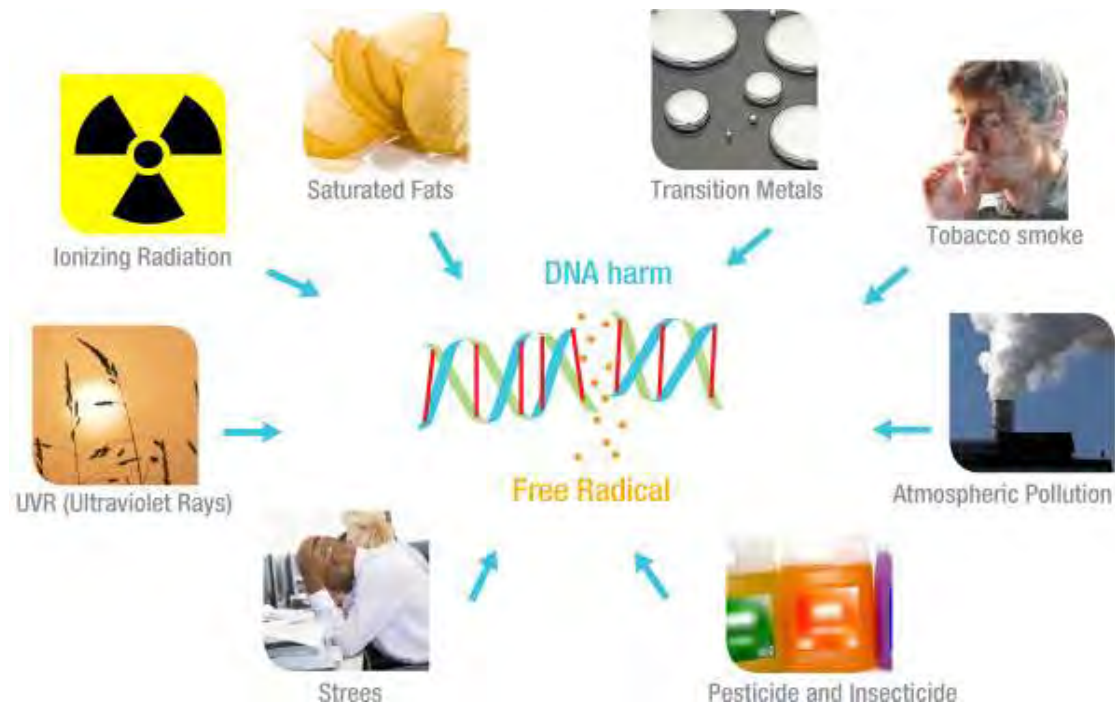 Saturated Fats
Transition Metals
Tobacco smoke
Ionizing Radiation
DNA harm
UVR (Ultraviolet Rays)
Free Radical
Atmospheric Pollution
Strees
Pesticide and Insecticide